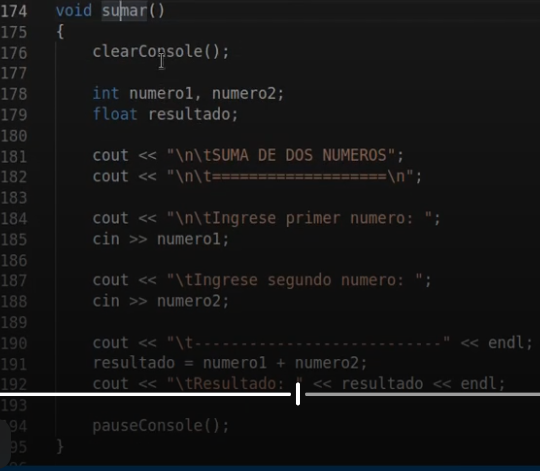 174 void sumar()
175 {
176 clearConsole();
177
178 int numero1, numero2;
179 float resultado;
180
181 cout << "\n\tSUMA DE DOS NUMEROS";
182 cout << "\n\t===================\n";
183
184 cout << "\n\tIngrese primer numero: ";
185 cin >> numero1;
186
187 cout << "\tIngrese segundo numero: ";
188 cin >> numero2;
189
190 cout << "\t---------------------------" << endl;
191 resultado = numero1 + numero2;
192 cout << "\tResultado: " << resultado << endl;
193
94 pauseConsole();
95 }